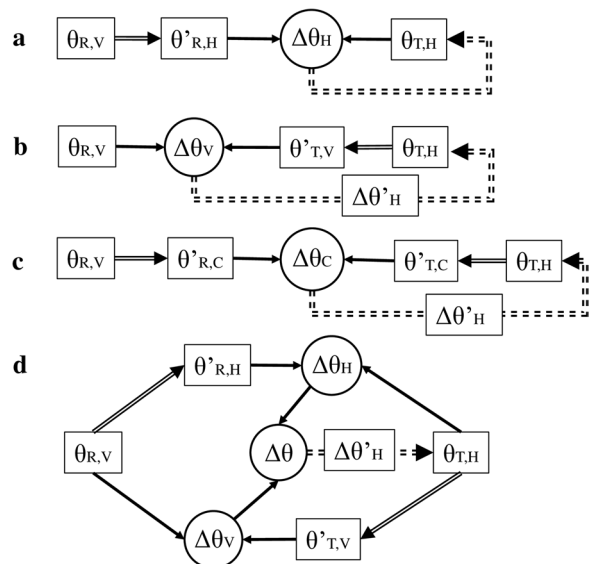 a θR,V θ'R,H ΔθH θT,H
b θR,V ΔθV θ'T,V θT,H
Δθ'H
c θR,V θ'R,C ΔθC θ'T,C θT,H
Δθ'H
d θ'R,H ΔθH
θR,V Δθ Δθ'H θT,H
ΔθV θ'T,V